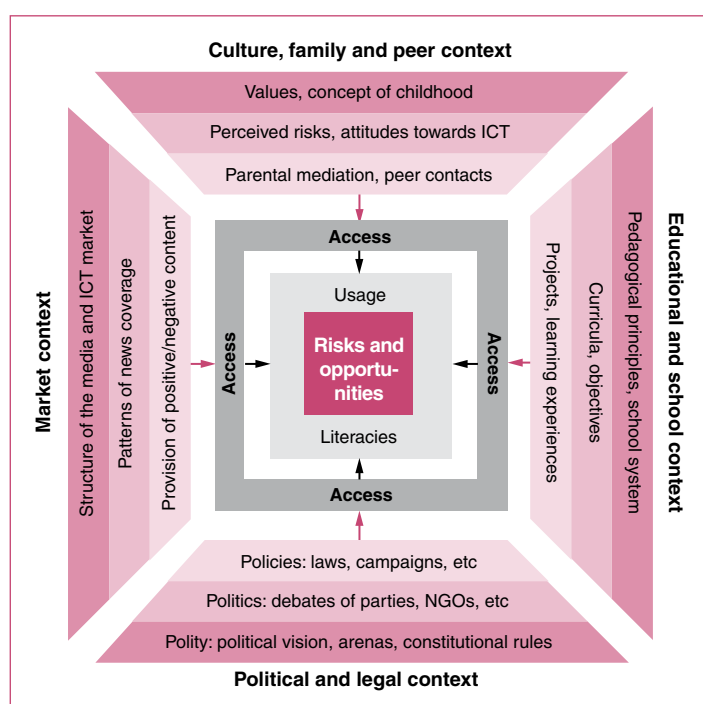 Culture, family and peer context
Values, concept of childhood
Perceived risks, attitudes towards ICT
Parental mediation, peer contacts
Market context
Structure of the media and ICT market
Patterns of news coverage
Provision of positive/negative content
Access
Access
Usage
Risks and
opportu-
nities
Literacies
Access
Access
Projects, learning experiences
Curricula, objectives
Pedagogical principles, school system
Educational and school context
Policies: laws, campaigns, etc
Politics: debates of parties, NGOs, etc
Polity: political vision, arenas, constitutional rules
Political and legal context